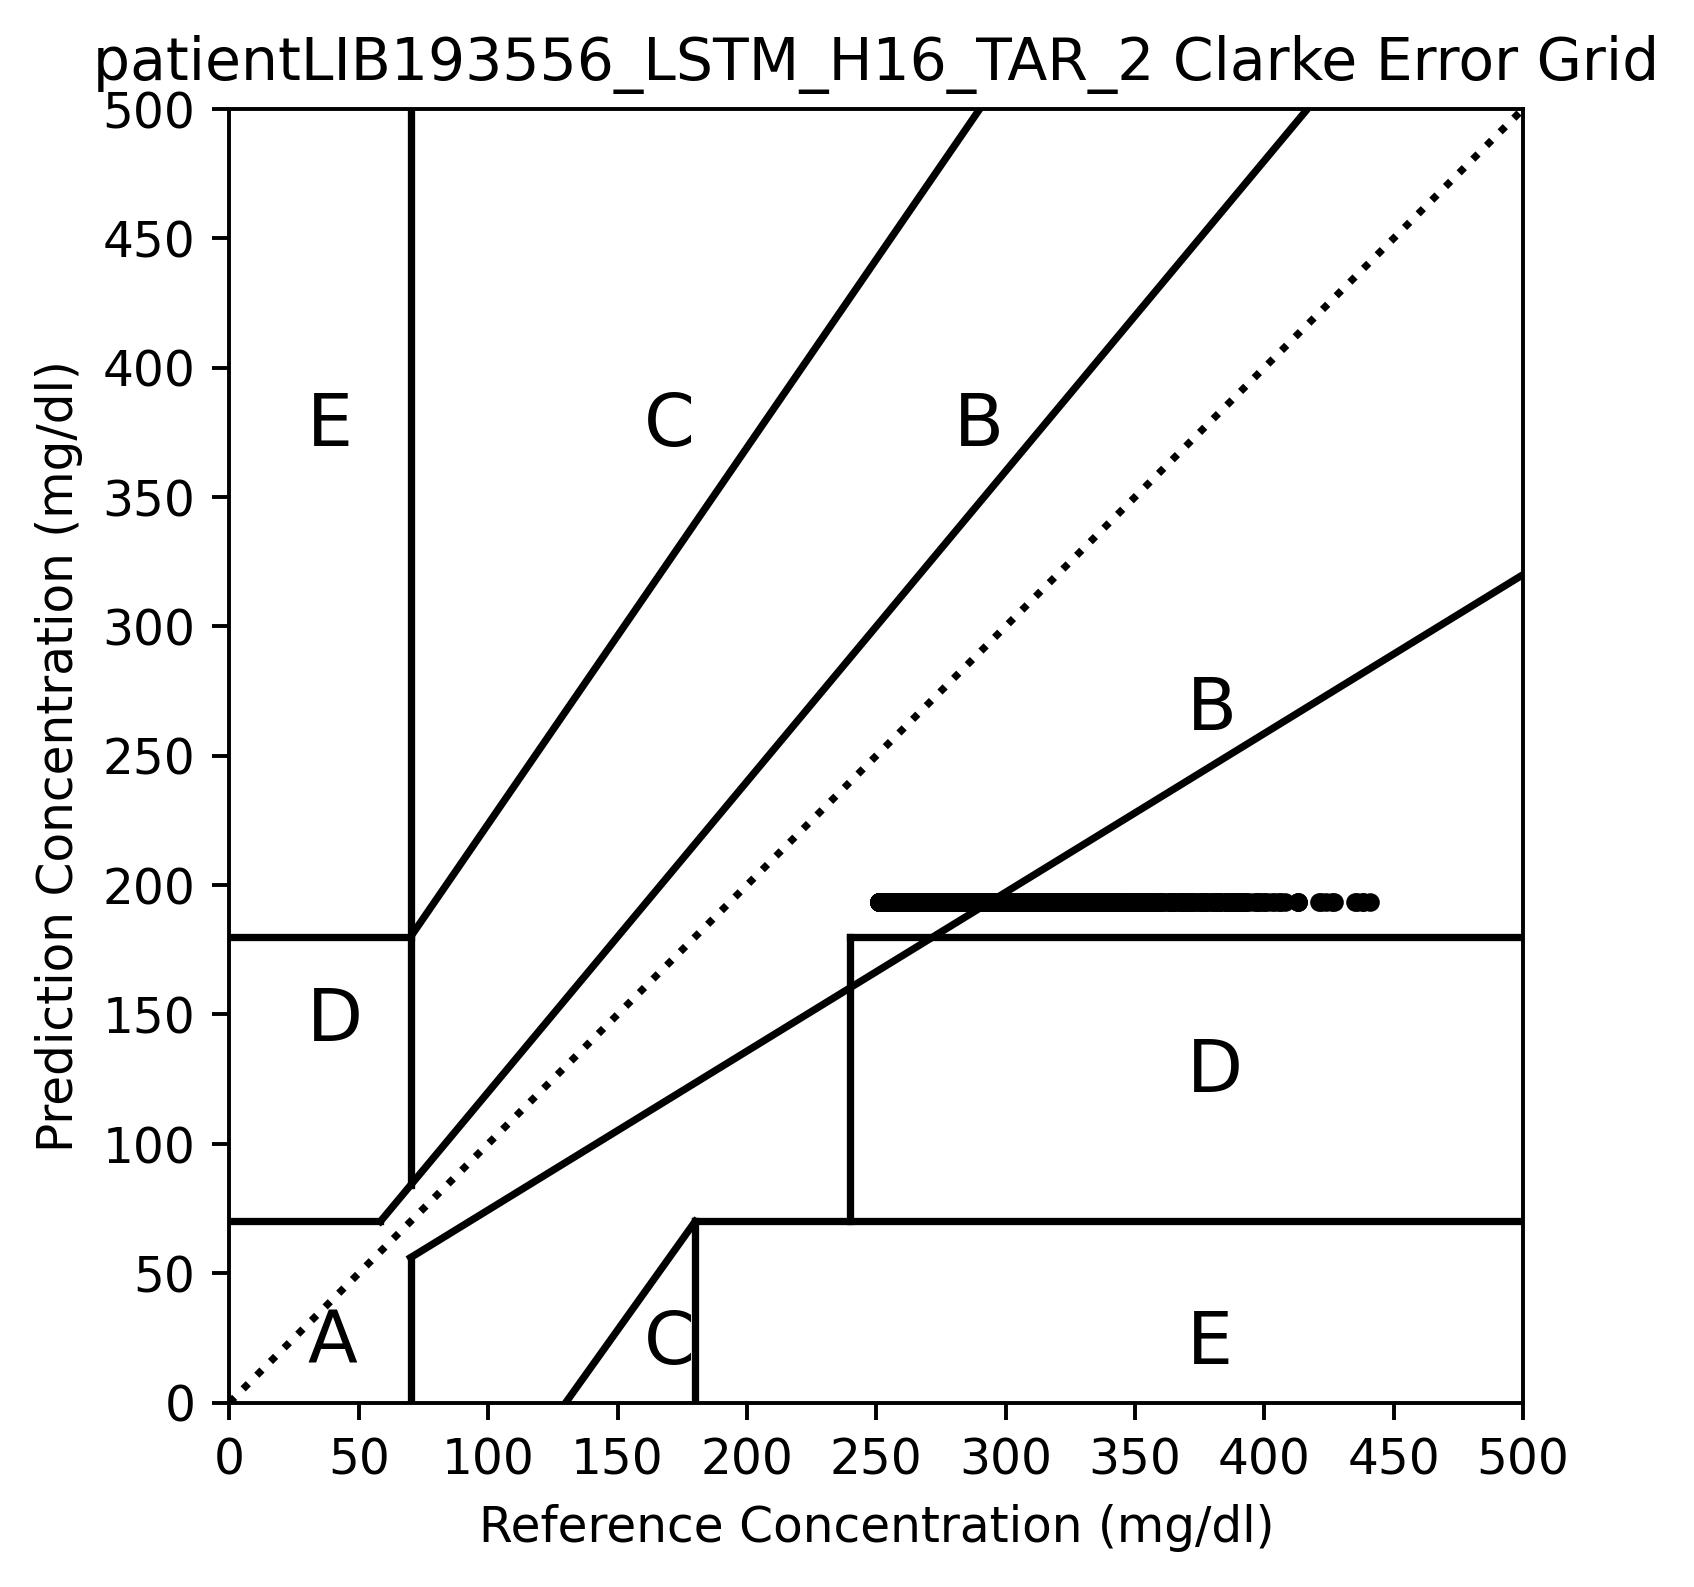 patientLIB193556_LSTM_H16_TAR_2 Clarke Error Grid
Prediction Concentration (mg/dl)
500
450
400
350
300
250
200
150
100
50
0
E
C
B
B
D
D
A
C
E
0 50 100 150 200 250 300 350 400 450 500
Reference Concentration (mg/dl)